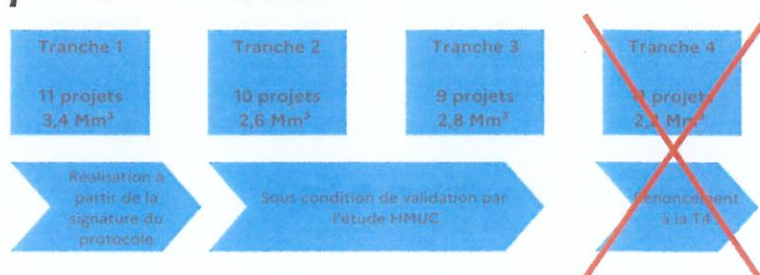 Tranche 1
11 projets
3,4 Mm³
Tranche 2
10 projets
2,6 Mm³
Tranche 3
9 projets
2,8 Mm³
Tranche 4
projets
Mm³
Réalisation à
partir de la
signature du
protocole
Sous condition de validation par
l'étude HMUC
Renoncement
à la T4